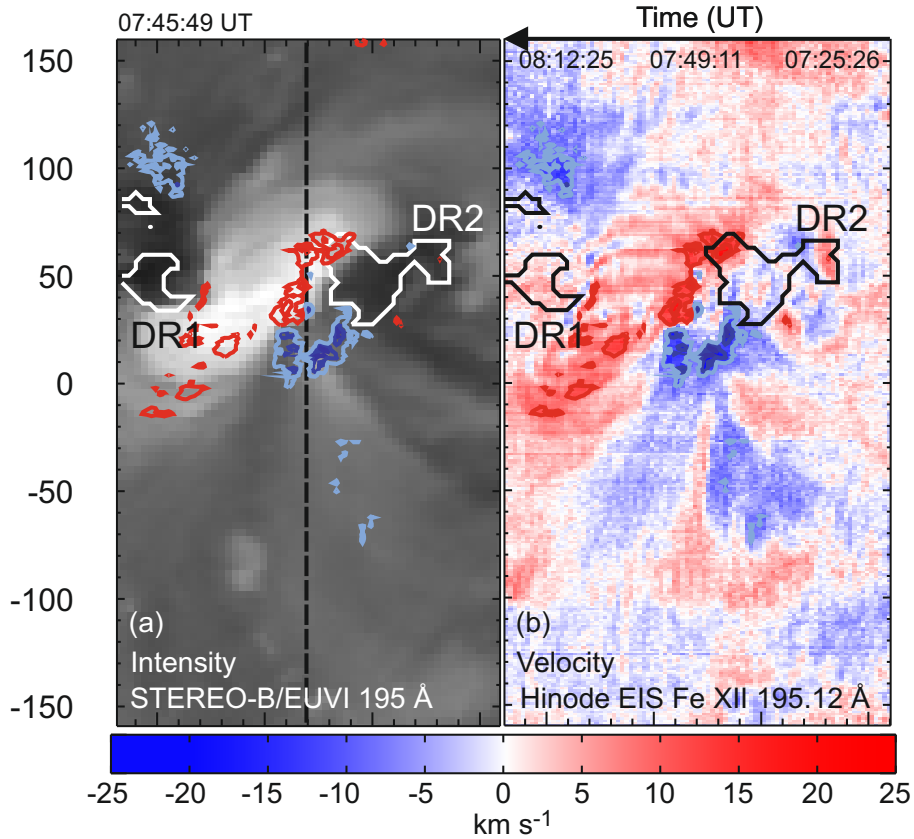 07:45:49 UT
Time (UT)
08:12:25 07:49:11 07:25:26
150
100
50
0
-50
-100
-150
DR2
DR1
DR2
DR1
(a)
Intensity
STEREO-B/EUVI 195 Å
(b)
Velocity
Hinode EIS Fe XII 195.12 Å
-25 -20 -15 -10 -5 0 5 10 15 20 25
km s⁻¹